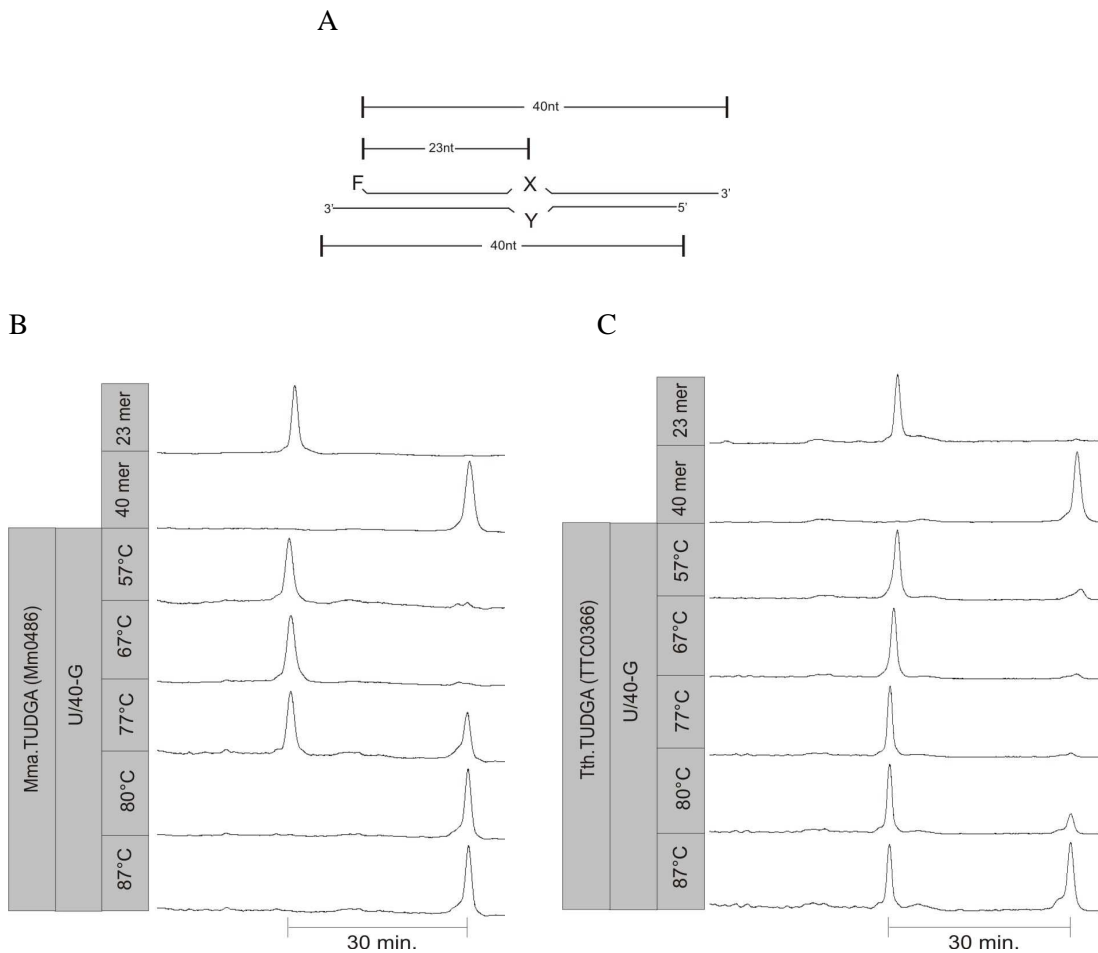 A
40nt
23nt
F
X
3'
3'
Y
5'
40nt
B
C
23 mer
40 mer
57°C
67°C
77°C
80°C
87°C
U/40-G
Mma.TUDGA (Mm0486)
30 min.
23 mer
40 mer
57°C
67°C
77°C
80°C
87°C
U/40-G
Tth.TUDGA (TTC0366)
30 min.